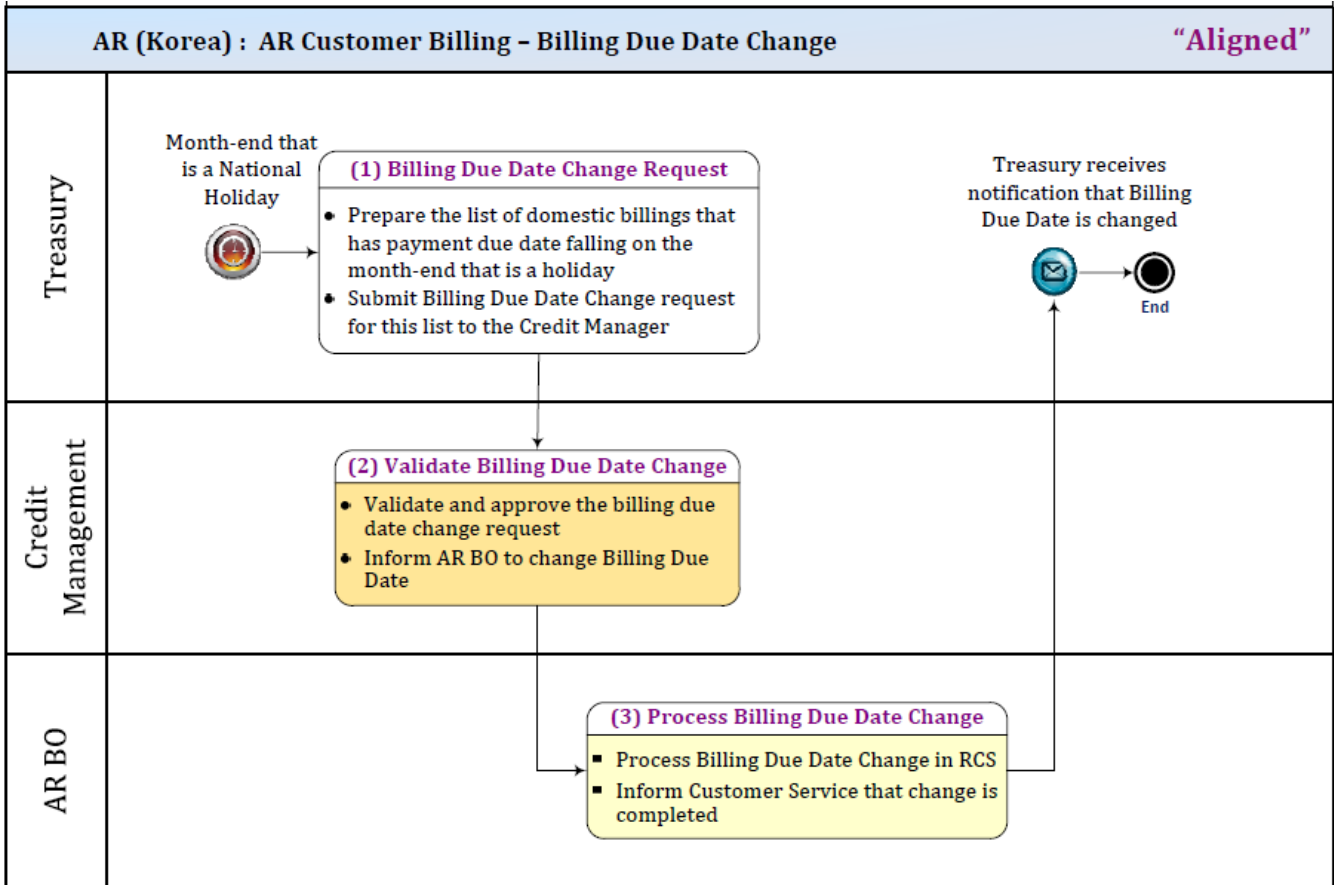 AR (Korea) : AR Customer Billing – Billing Due Date Change
“Aligned”
Treasury
Month-end that
is a National
Holiday
(1) Billing Due Date Change Request
• Prepare the list of domestic billings that
has payment due date falling on the
month-end that is a holiday
• Submit Billing Due Date Change request
for this list to the Credit Manager
Treasury receives
notification that Billing
Due Date is changed
End
Credit
Management
(2) Validate Billing Due Date Change
• Validate and approve the billing due
date change request
• Inform AR BO to change Billing Due
Date
AR BO
(3) Process Billing Due Date Change
▪ Process Billing Due Date Change in RCS
▪ Inform Customer Service that change is
completed